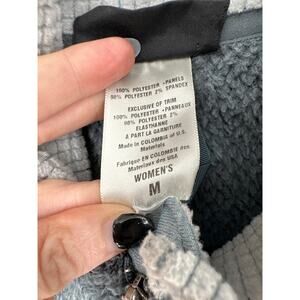 100% POLYESTER • PANELS
98% POLYESTER 2% SPANDEX
EXCLUSIVE OF TRIM
100% POLYESTER • PANNEAUX
98% POLYESTER 2%
ELASTHANNE
A PART LA GARNITURE
Made in COLOMBIA of U.S.
Materials
Fabriqué en COLOMBIE des
Materiaux des USA
WOMEN'S
M